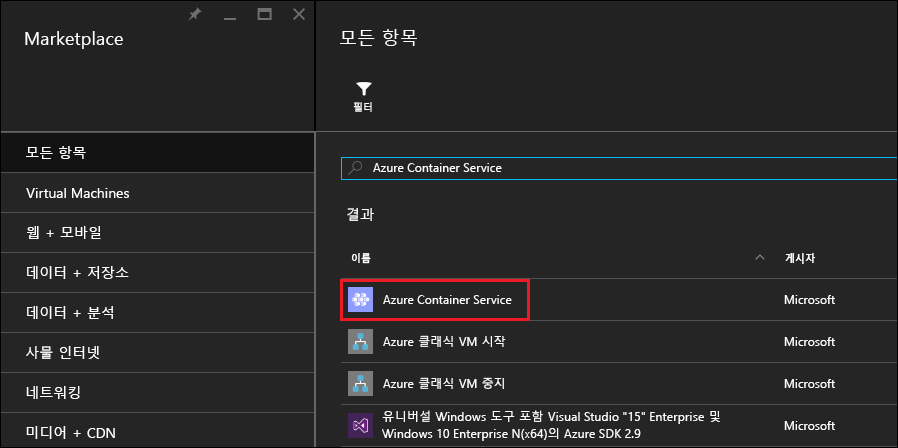 Marketplace
모든 항목
Virtual Machines
웹 + 모바일
데이터 + 저장소
데이터 + 분석
사물 인터넷
네트워킹
미디어 + CDN
모든 항목
필터
Azure Container Service
결과
이름 게시자
Azure Container Service Microsoft
Azure 클래식 VM 시작 Microsoft
Azure 클래식 VM 중지 Microsoft
유니버설 Windows 도구 포함 Visual Studio "15" Enterprise 및 Microsoft
Windows 10 Enterprise N(x64)의 Azure SDK 2.9